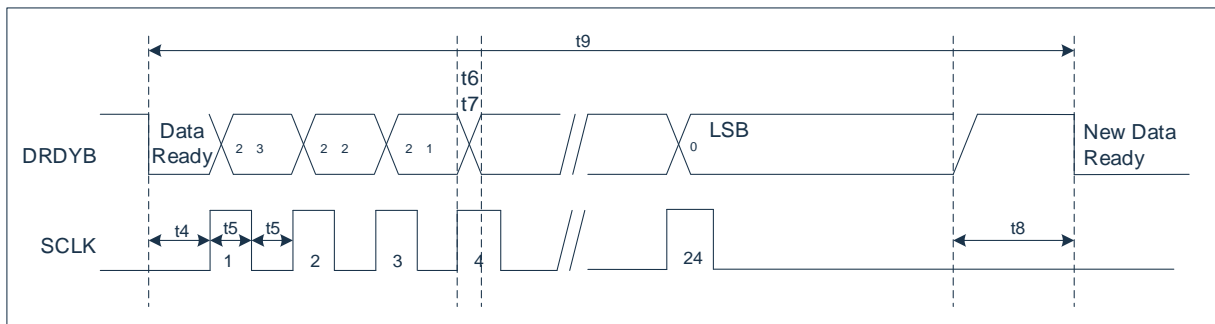 t9
t6
t7
DRDYB
Data
Ready
2 3
2 2
2 1
0
LSB
New Data
Ready
SCLK
t4
t5
t5
t8
1
2
3
4
24